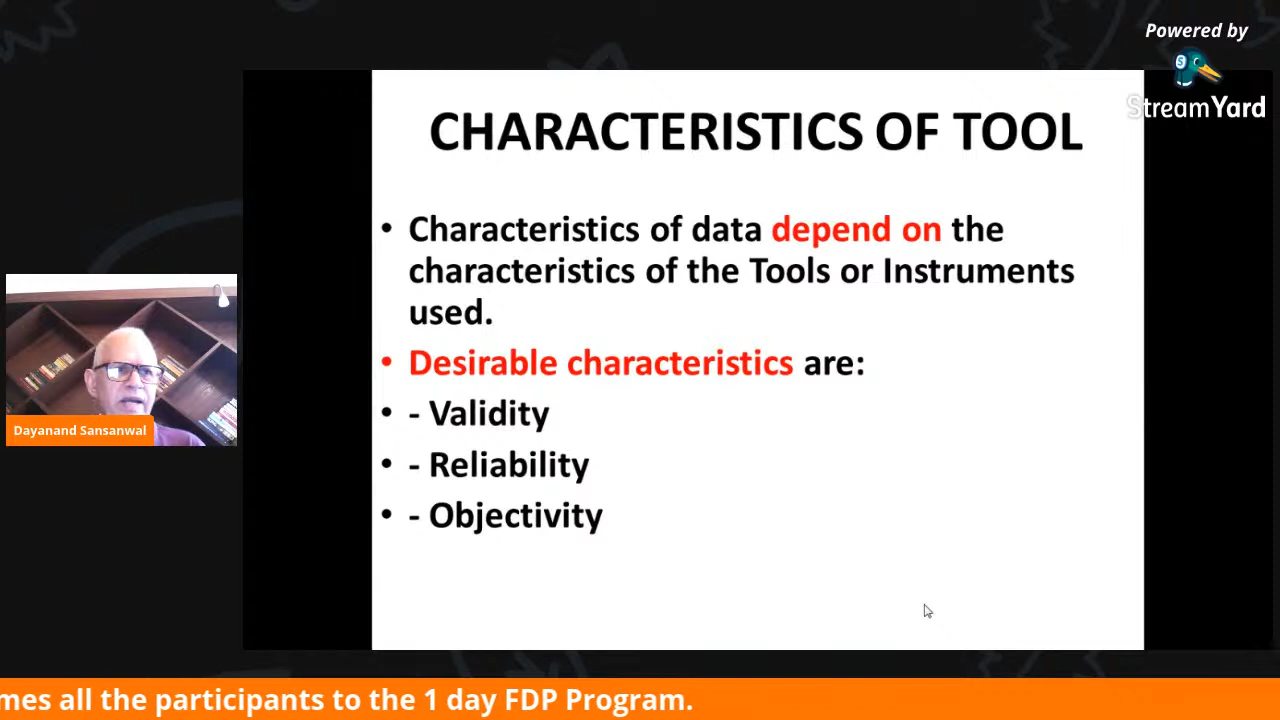 Powered by
StreamYard
CHARACTERISTICS OF TOOL
• Characteristics of data depend on the
characteristics of the Tools or Instruments
used.
• Desirable characteristics are:
• - Validity
• - Reliability
• - Objectivity
Dayanand Sansanwal
mes all the participants to the 1 day FDP Program.